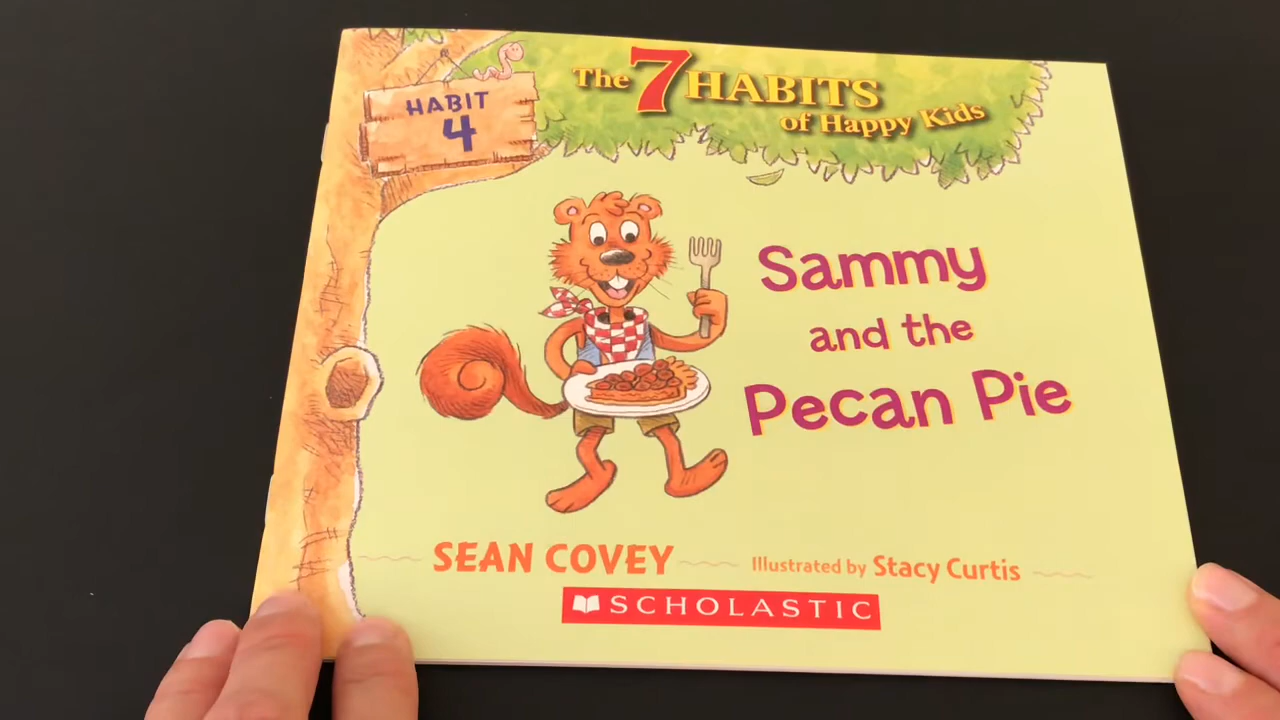 The 7 HABITS
of Happy Kids
HABIT
4
Sammy
and the
Pecan Pie
SEAN COVEY
Illustrated by Stacy Curtis
SCHOLASTIC